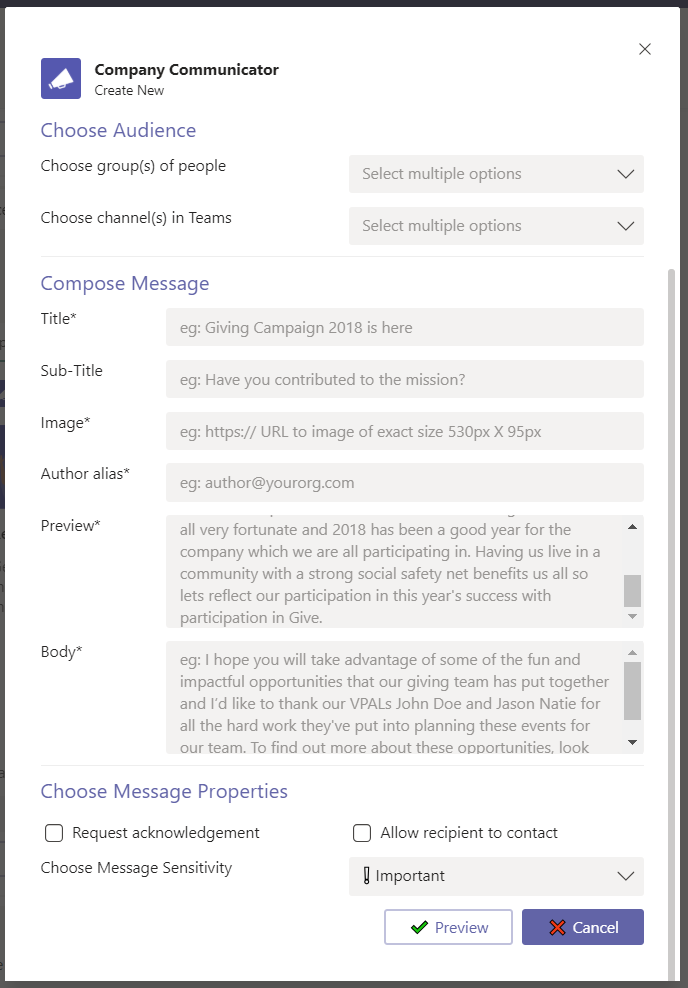 Company Communicator
Create New
Choose Audience
Choose group(s) of people
Select multiple options
Choose channel(s) in Teams
Select multiple options
Compose Message
Title*
eg: Giving Campaign 2018 is here
Sub-Title
eg: Have you contributed to the mission?
Image*
eg: https:// URL to image of exact size 530px X 95px
Author alias*
eg: author@yourorg.com
Preview*
all very fortunate and 2018 has been a good year for the
company which we are all participating in. Having us live in a
community with a strong social safety net benefits us all so
lets reflect our participation in this year's success with
participation in Give.
Body*
eg: I hope you will take advantage of some of the fun and
impactful opportunities that our giving team has put together
and I'd like to thank our VPALs John Doe and Jason Natie for
all the hard work they've put into planning these events for
our team. To find out more about these opportunities, look
Choose Message Properties
Request acknowledgement
Allow recipient to contact
Choose Message Sensitivity
Important
Preview
Cancel